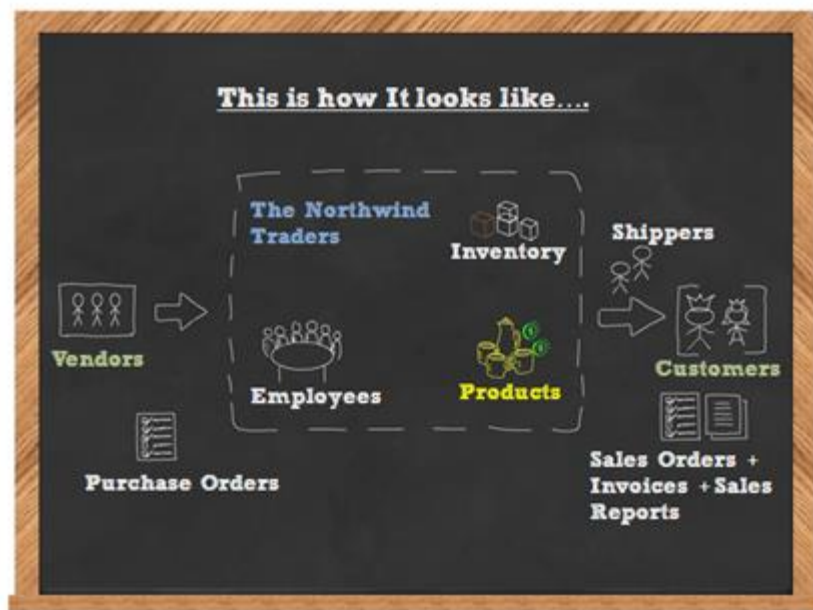 This is how It looks like....
The Northwind
Traders
Inventory
Shippers
Vendors
Employees
Products
Customers
Purchase Orders
Sales Orders +
Invoices + Sales
Reports